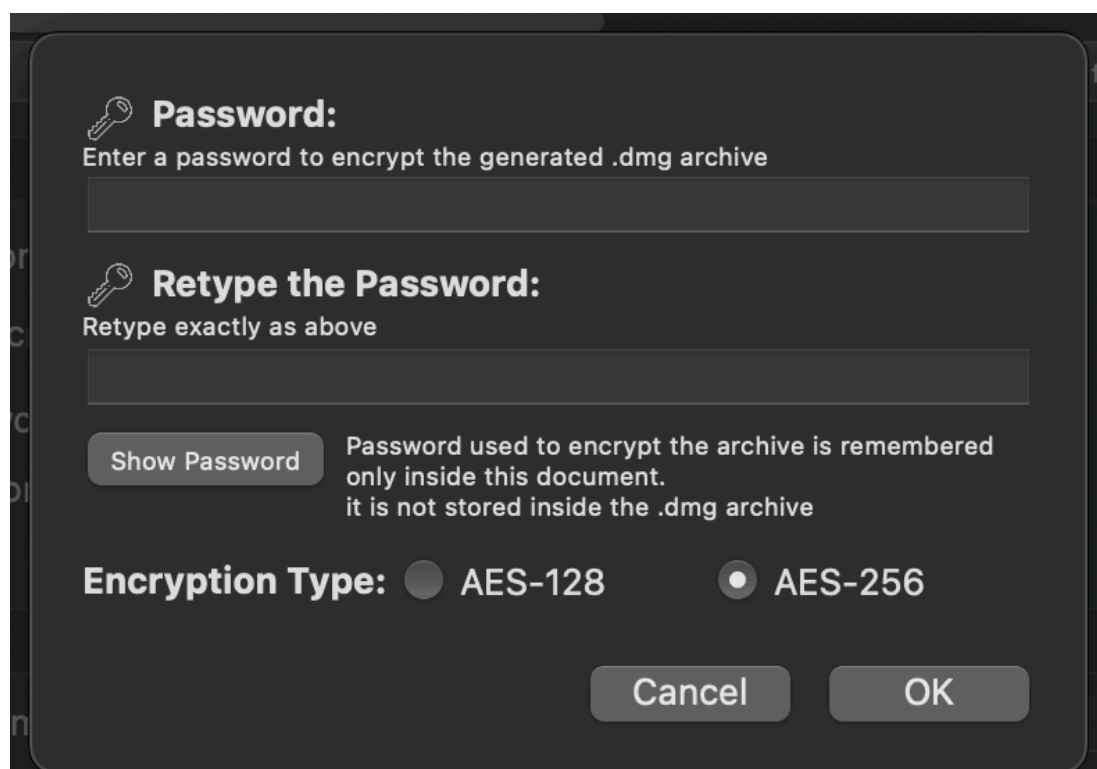 Password:
Enter a password to encrypt the generated .dmg archive
Retype the Password:
Retype exactly as above
Show Password
Password used to encrypt the archive is remembered
only inside this document.
it is not stored inside the .dmg archive
Encryption Type: AES-128 AES-256
Cancel OK